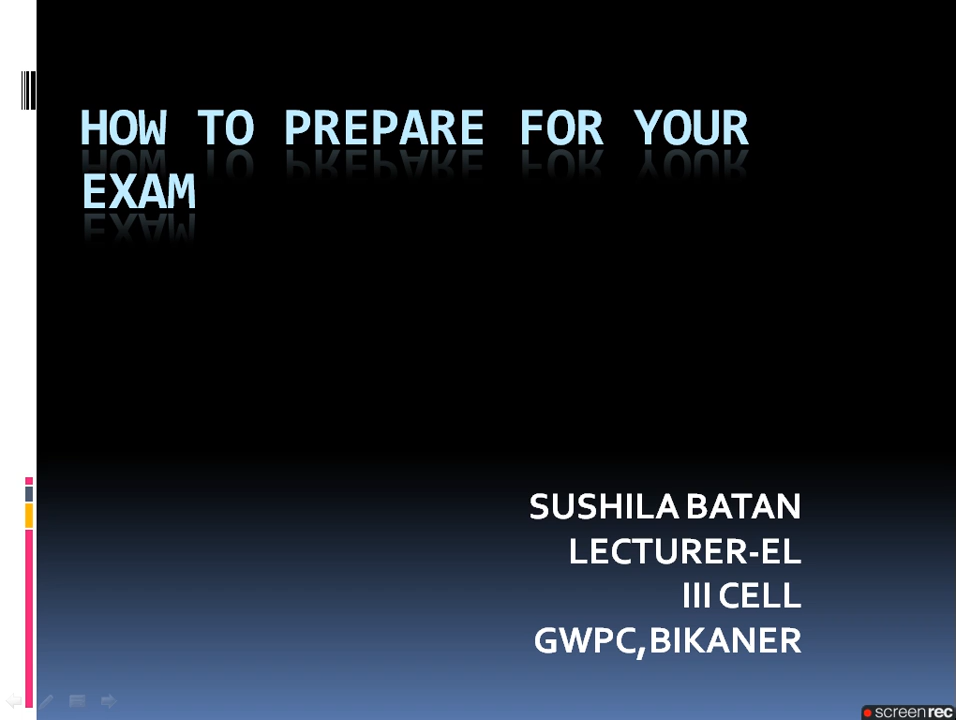 HOW TO PREPARE FOR YOUR
EXAM
SUSHILA BATAN
LECTURER-EL
III CELL
GWPC,BIKANER
screenrec